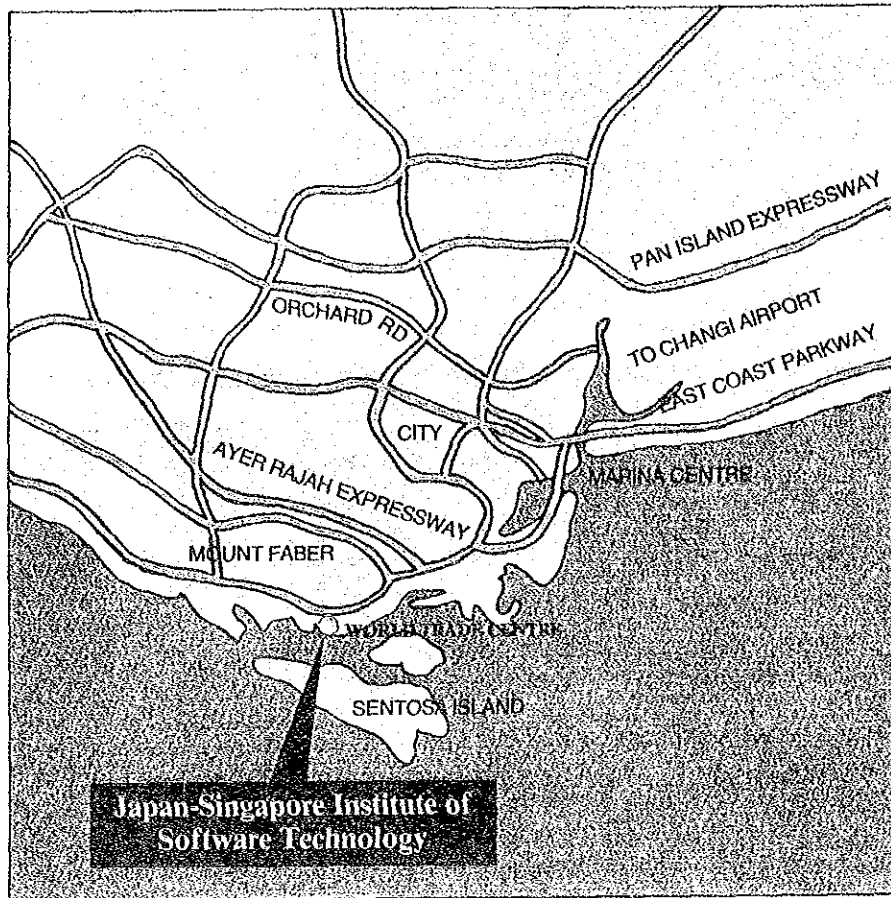 PAN ISLAND EXPRESSWAY
ORCHARD RD
TO CHANGI AIRPORT
EAST COAST PARKWAY
CITY
AYER RAJAH EXPRESSWAY
MARINA CENTRE
MOUNT FABER
WORLD TRADE CENTRE
SENTOSA ISLAND
Japan-Singapore Institute of
Software Technology